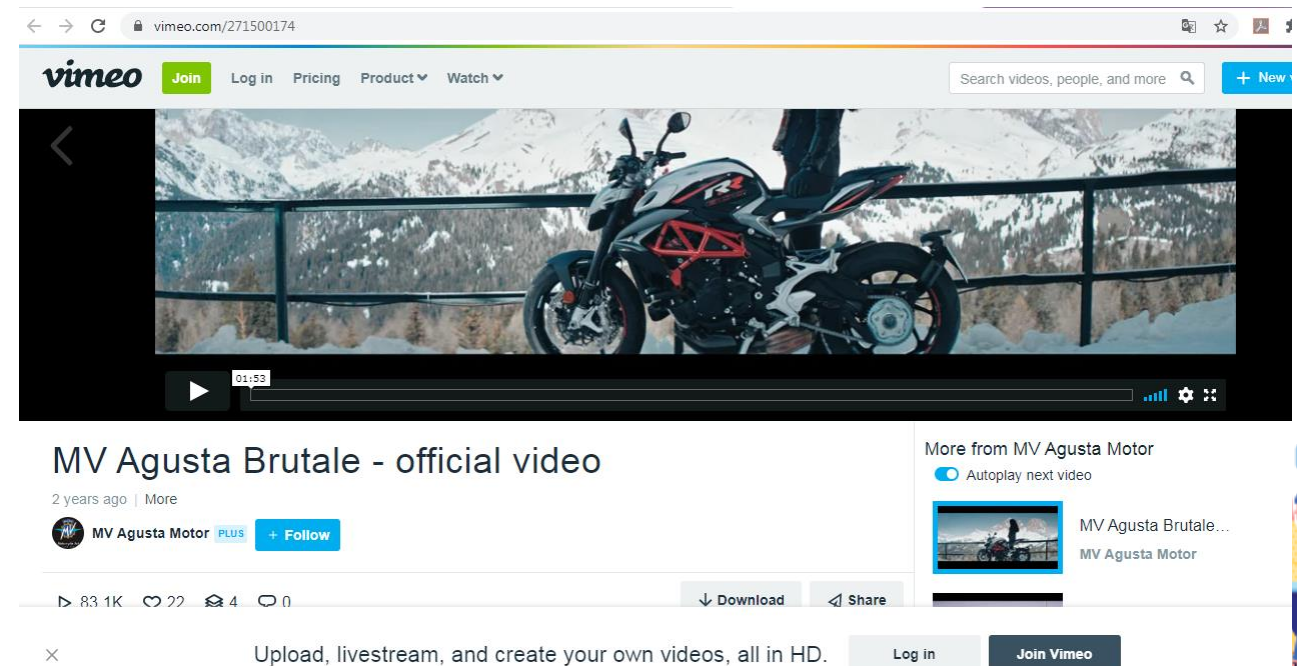 vimeo.com/271500174
vimeo Join Log in Pricing Product Watch Search videos, people, and more + New
RR
01:53
MV Agusta Brutale - official video
2 years ago | More
MV Agusta Motor PLUS + Follow
83.1K 22 4 0
Download Share
More from MV Agusta Motor
Autoplay next video
MV Agusta Brutale...
MV Agusta Motor
Upload, livestream, and create your own videos, all in HD. Log in Join Vimeo